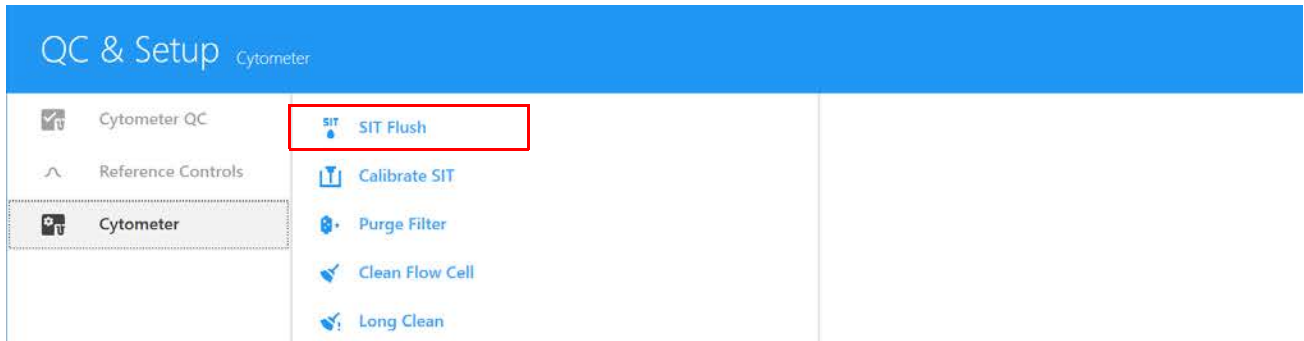 QC & Setup Cytometer
Cytometer QC
Reference Controls
Cytometer
SIT SIT Flush
Calibrate SIT
Purge Filter
Clean Flow Cell
Long Clean